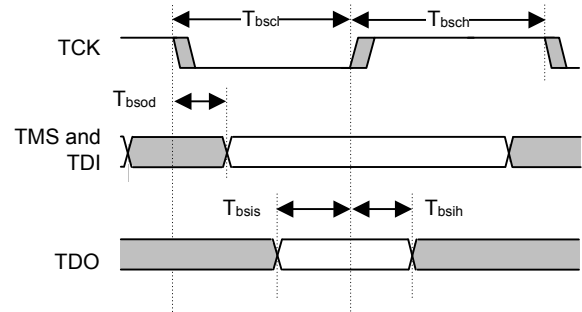 Tbscl
Tbsch
TCK
Tbsod
TMS and
TDI
Tbsis
Tbsih
TDO